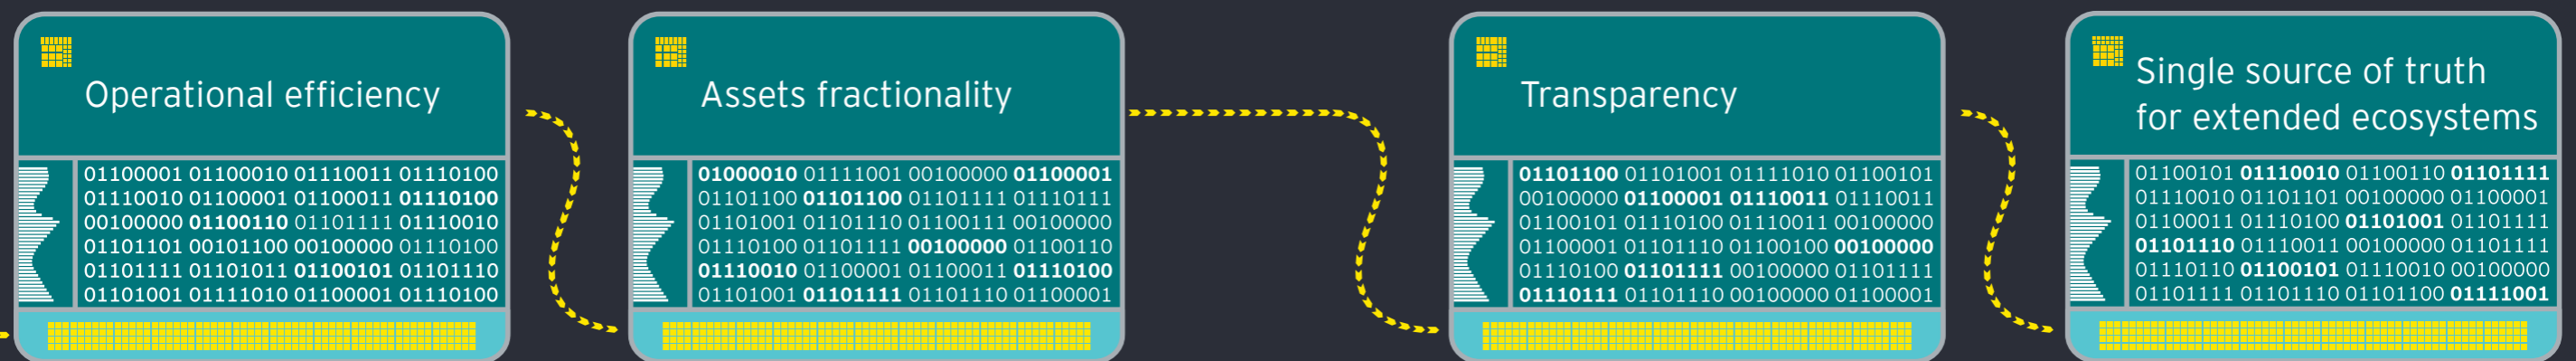 Operational efficiency
01100001 01100010 01110011 01110100
01110010 01100001 01100011 01110100
00100000 01100110 01101111 01110010
01101101 00101100 00100000 01110100
01101111 01101011 01100101 01101110
01101001 01111010 01100001 01110100
Assets fractionality
01000010 01111001 00100000 01100001
01101100 01101100 01101111 01110111
01101001 01101110 01100111 00100000
01110100 01101111 00100000 01100110
01110010 01100001 01100011 01110100
01101001 01101111 01101110 01100001
Transparency
01101100 01101001 01111010 01100101
00100000 01100001 01110011 01110011
01100101 01110100 01110011 00100000
01100001 01101110 01100100 00100000
01110100 01101111 00100000 01101111
01110111 01101110 00100000 01100001
Single source of truth
for extended ecosystems
01100101 01110010 01100110 01101111
01110010 01101101 00100000 01100001
01100011 01110100 01101001 01101111
01101110 01110011 00100000 01101111
01110110 01100101 01110010 00100000
01101111 01101110 01101100 01111001